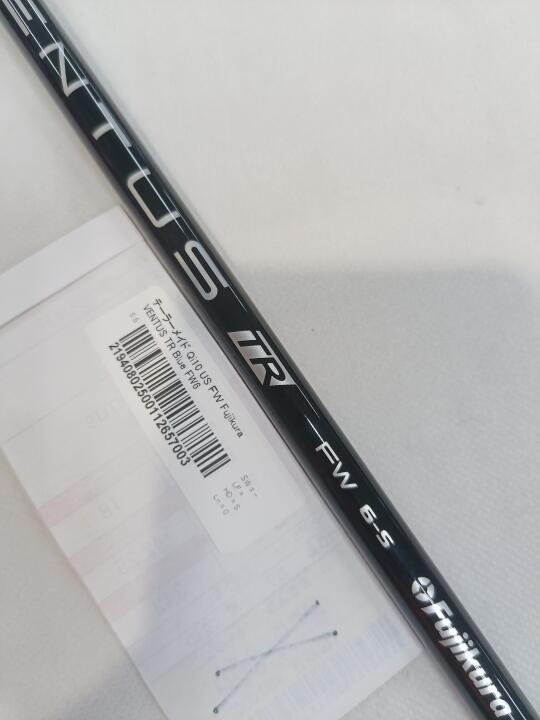 ENTUS TR FW 6-S Fujikura
テーラーメイド Qi10 US FW Fujikura
VENTUS TR Blue FW6
2194080250011265７003